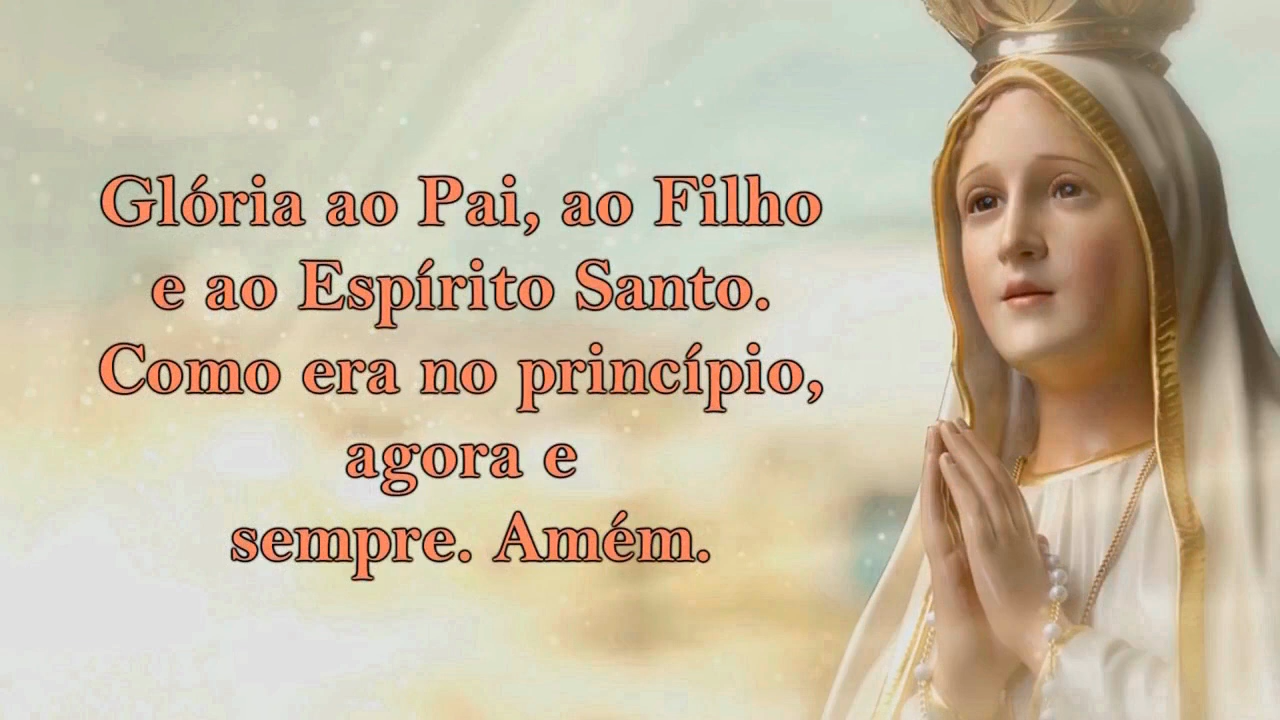 Glória ao Pai, ao Filho
e ao Espírito Santo.
Como era no princípio,
agora e
sempre. Amém.